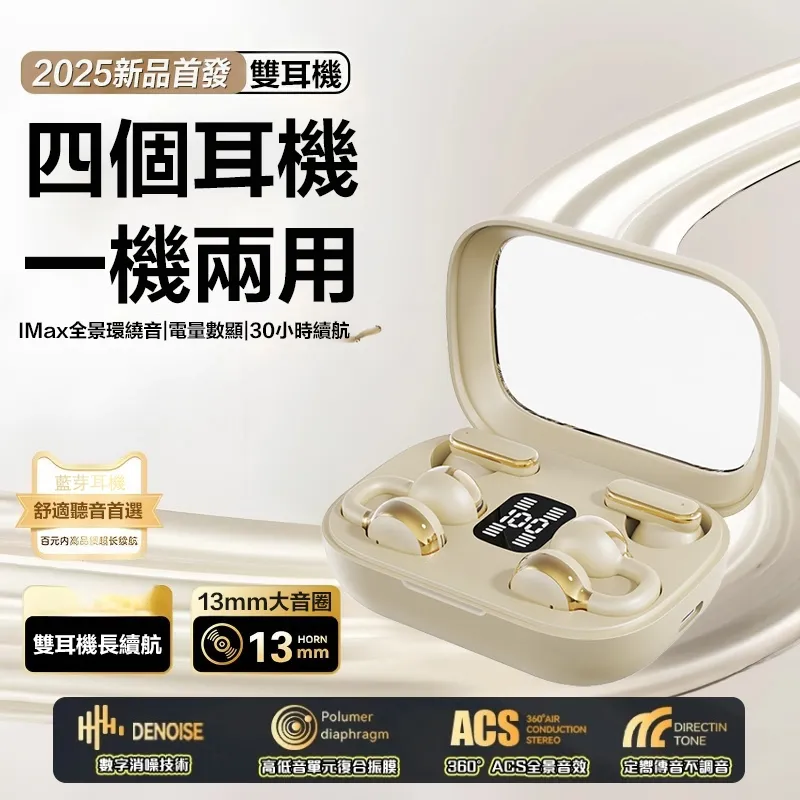 2025新品首發 雙耳機
四個耳機
一機兩用
IMax全景環繞音|電量數顯|30小時續航
藍芽耳機
舒適聽音首選
百元内高品质超长续航
100
雙耳機長續航
13mm大音圈
13 HORN mm
DENOISE
數字消噪技術
Polumer
diaphragm
高低音單元復合振膜
ACS 360°AIR CONDUCTION STEREO
360° ACS全景音效
DIRECTIN
TONE
定嚮傳音不調音